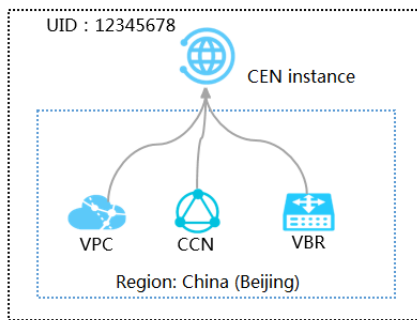 UID：12345678
CEN instance
VPC
CCN
VBR
Region: China (Beijing)